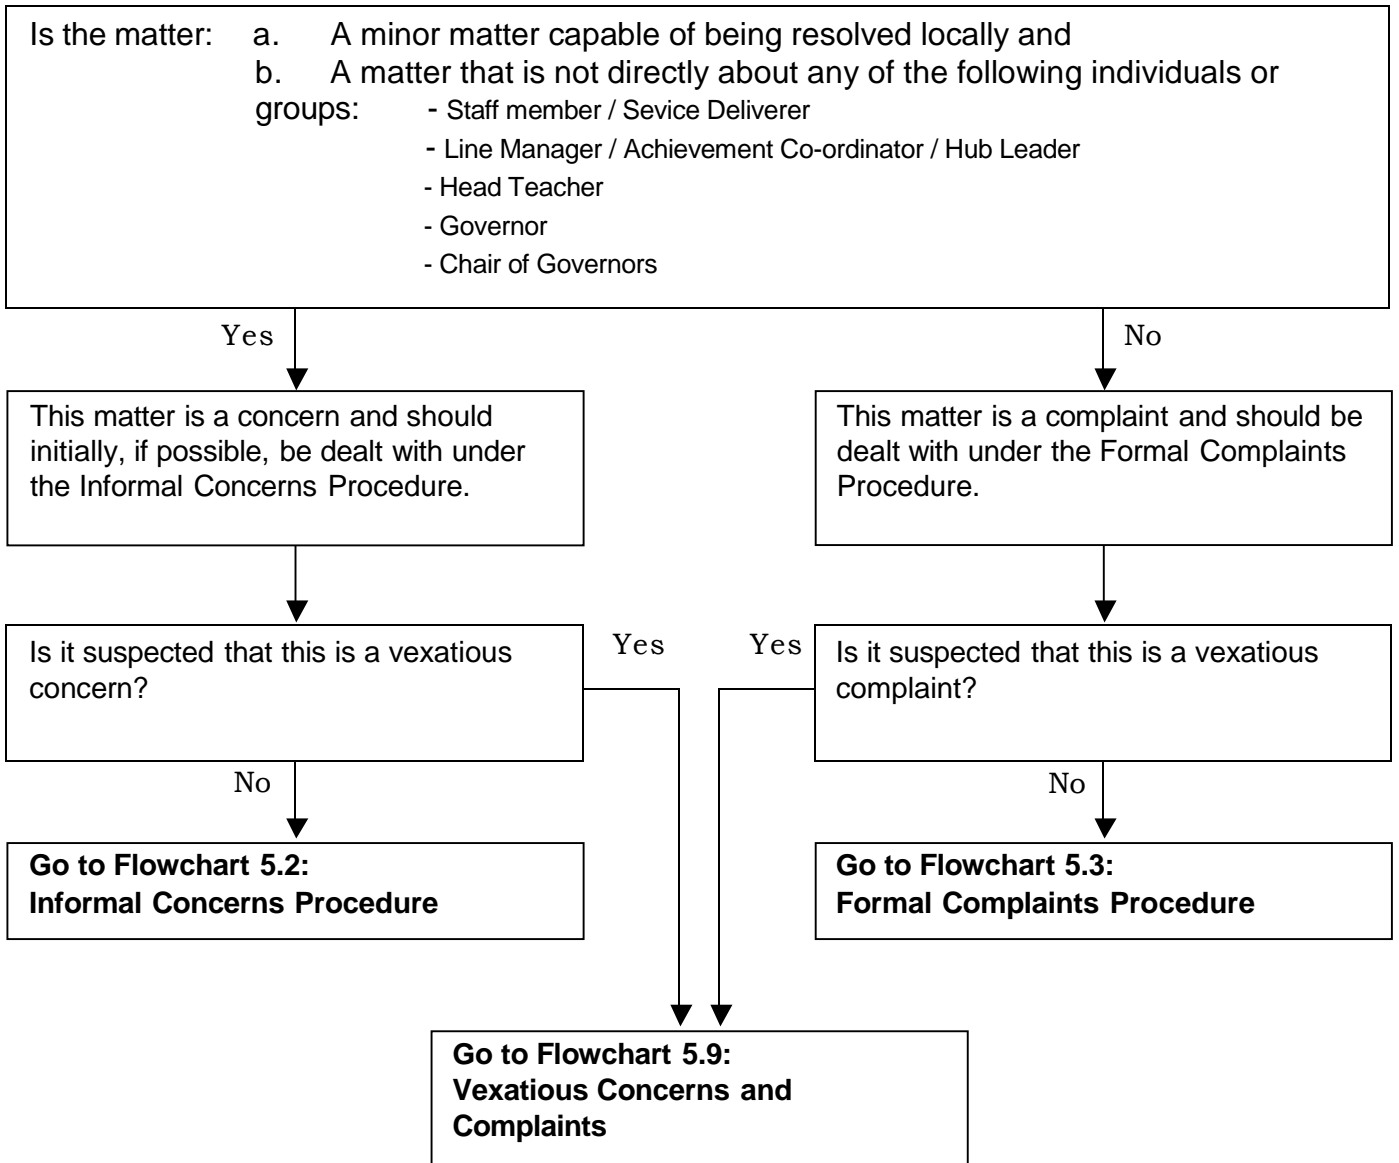 Is the matter: a. A minor matter capable of being resolved locally and
b. A matter that is not directly about any of the following individuals or
groups: - Staff member / Sevice Deliverer
- Line Manager / Achievement Co-ordinator / Hub Leader
- Head Teacher
- Governor
- Chair of Governors
Yes
No
This matter is a concern and should
initially, if possible, be dealt with under
the Informal Concerns Procedure.
This matter is a complaint and should be
dealt with under the Formal Complaints
Procedure.
Is it suspected that this is a vexatious
concern?
Yes
Yes
Is it suspected that this is a vexatious
complaint?
No
No
Go to Flowchart 5.2:
Informal Concerns Procedure
Go to Flowchart 5.3:
Formal Complaints Procedure
Go to Flowchart 5.9:
Vexatious Concerns and
Complaints